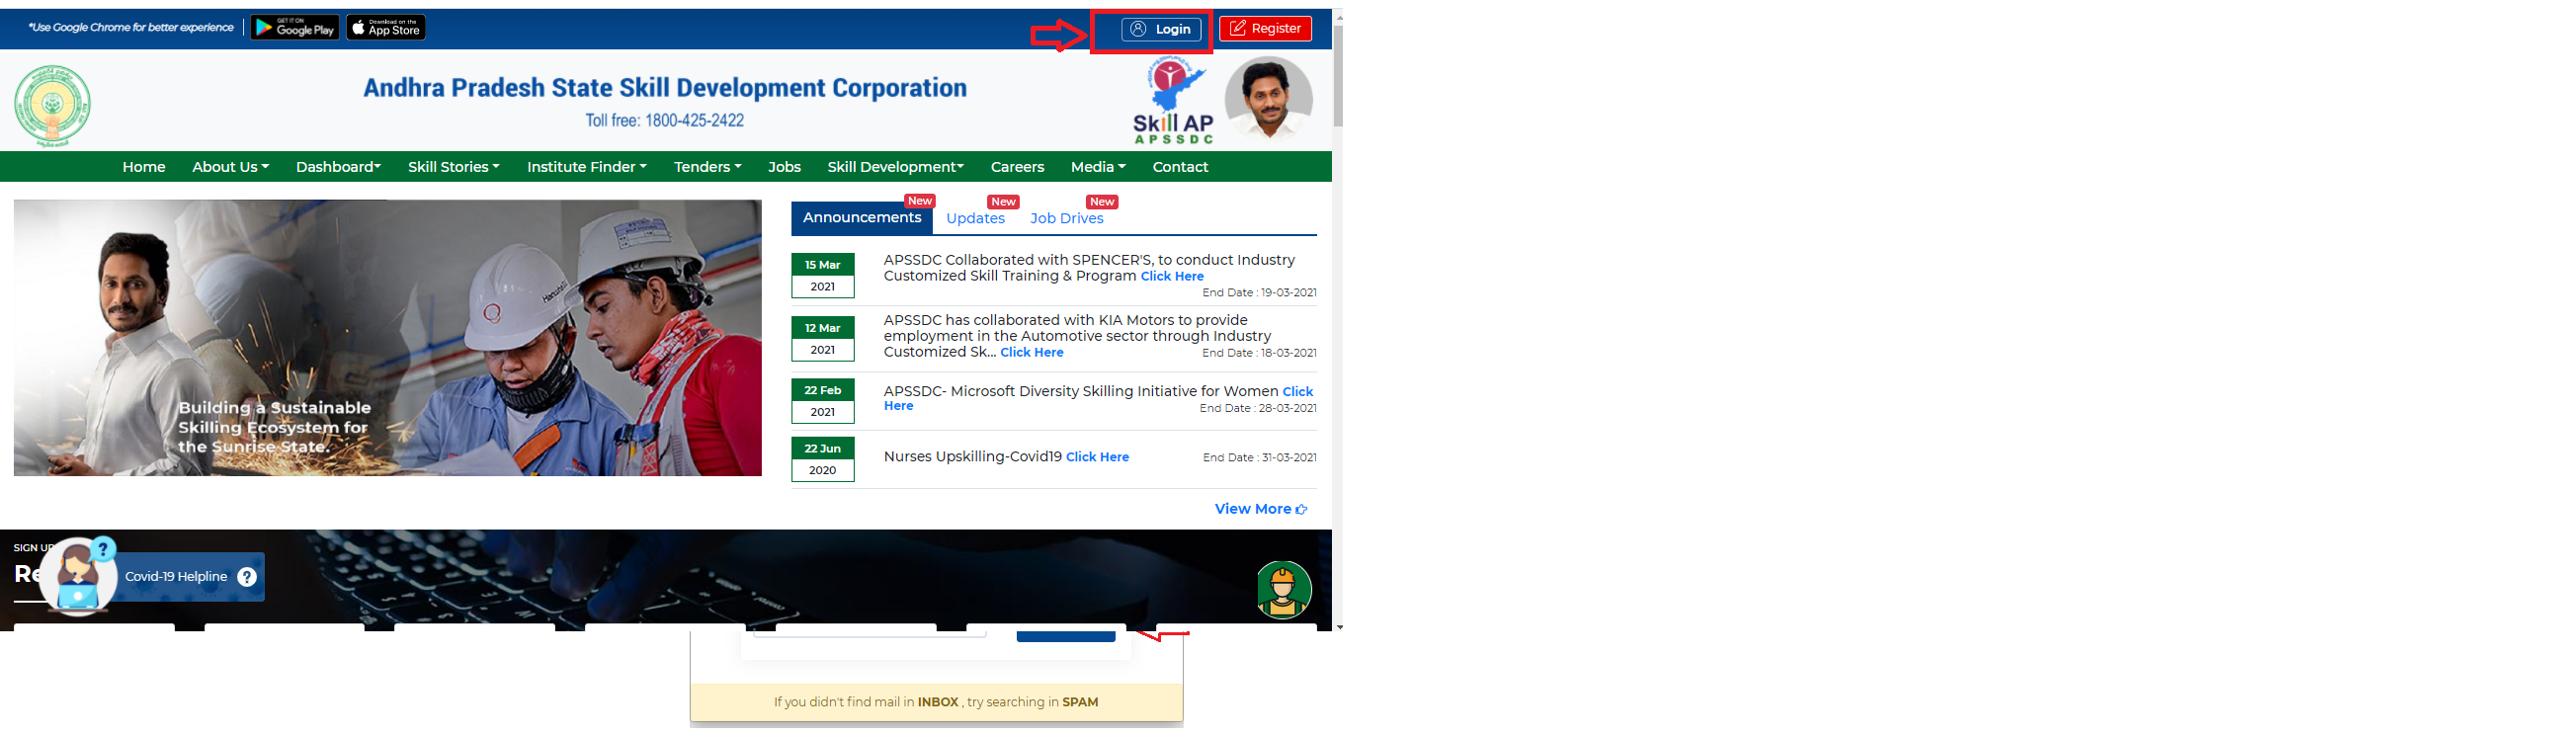 *Use Google Chrome for better experience
GET IT ON
Google Play
Download on the
App Store
Login
Register
Andhra Pradesh State Skill Development Corporation
Toll free: 1800-425-2422
Skill AP
APSSDC
Home About Us Dashboard Skill Stories Institute Finder Tenders Jobs Skill Development Careers Media Contact
Building a Sustainable
Skilling Ecosystem for
the Sunrise State.
Announcements New Updates New Job Drives New
15 Mar
2021
APSSDC Collaborated with SPENCER'S, to conduct Industry
Customized Skill Training & Program Click Here
End Date : 19-03-2021
12 Mar
2021
APSSDC has collaborated with KIA Motors to provide
employment in the Automotive sector through Industry
Customized Sk... Click Here
End Date : 18-03-2021
22 Feb
2021
APSSDC- Microsoft Diversity Skilling Initiative for Women Click
Here
End Date : 28-03-2021
22 Jun
2020
Nurses Upskilling-Covid19 Click Here
End Date : 31-03-2021
View More
SIGN UP
Covid-19 Helpline ?
If you didn't find mail in INBOX , try searching in SPAM